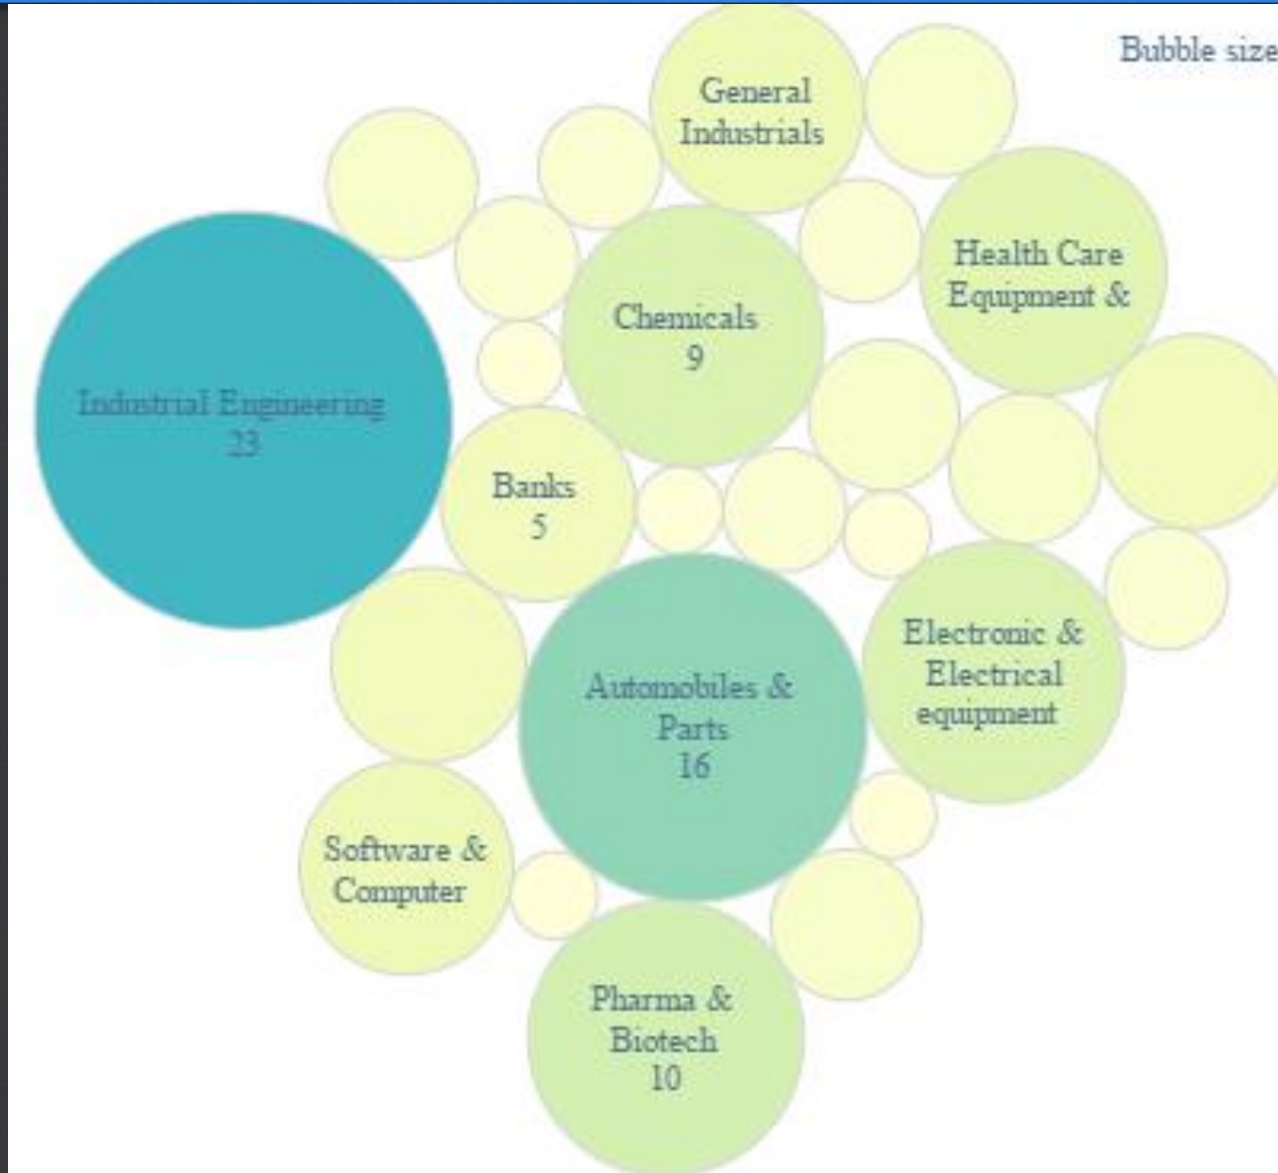 Bubble size
General
Industrials
Health Care
Equipment &
Chemicals
9
Industrial Engineering
23
Banks
5
Electronic &
Electrical
equipment
Automobiles &
Parts
16
Software &
Computer
Pharma &
Biotech
10